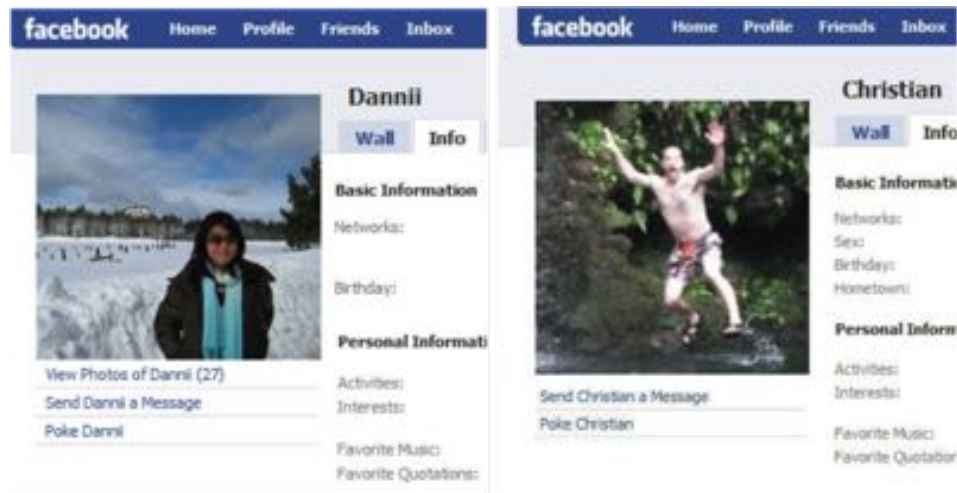 facebook Home Profile Friends Inbox
Dannii
Wall Info
Basic Information
Networks:
Birthday:
Personal Informati
View Photos of Dannii (27)
Send Dannii a Message
Poke Dannii
Activities:
Interests:
Favorite Music:
Favorite Quotations:
facebook Home Profile Friends Inbox
Christian
Wall Info
Basic Informati
Networks:
Sex:
Birthday:
Hometown:
Personal Inform
Send Christian a Message
Poke Christian
Activities:
Interests:
Favorite Music:
Favorite Quotation